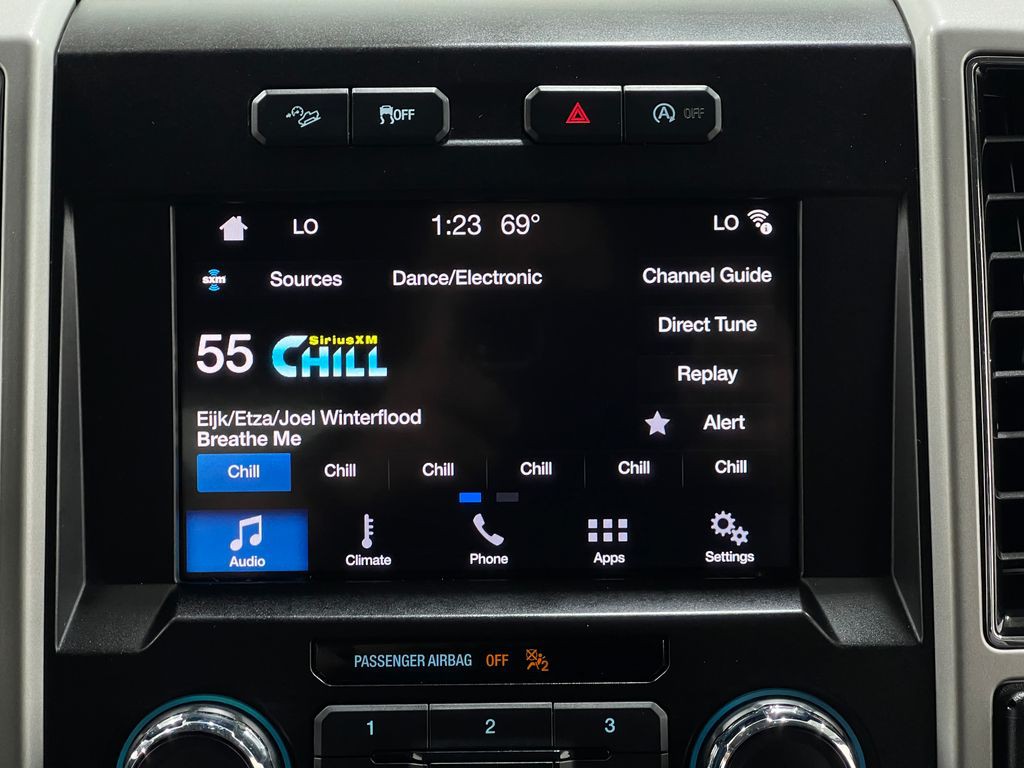 OFF
A OFF
LO 1:23 69° LO
sxm Sources Dance/Electronic Channel Guide
Direct Tune
55 SiriusXM
CHILL
Replay
Eijk/Etza/Joel Winterflood
Alert
Breathe Me
Chill Chill Chill Chill Chill Chill
Audio Climate Phone Apps Settings
PASSENGER AIRBAG OFF 2
1 2 3